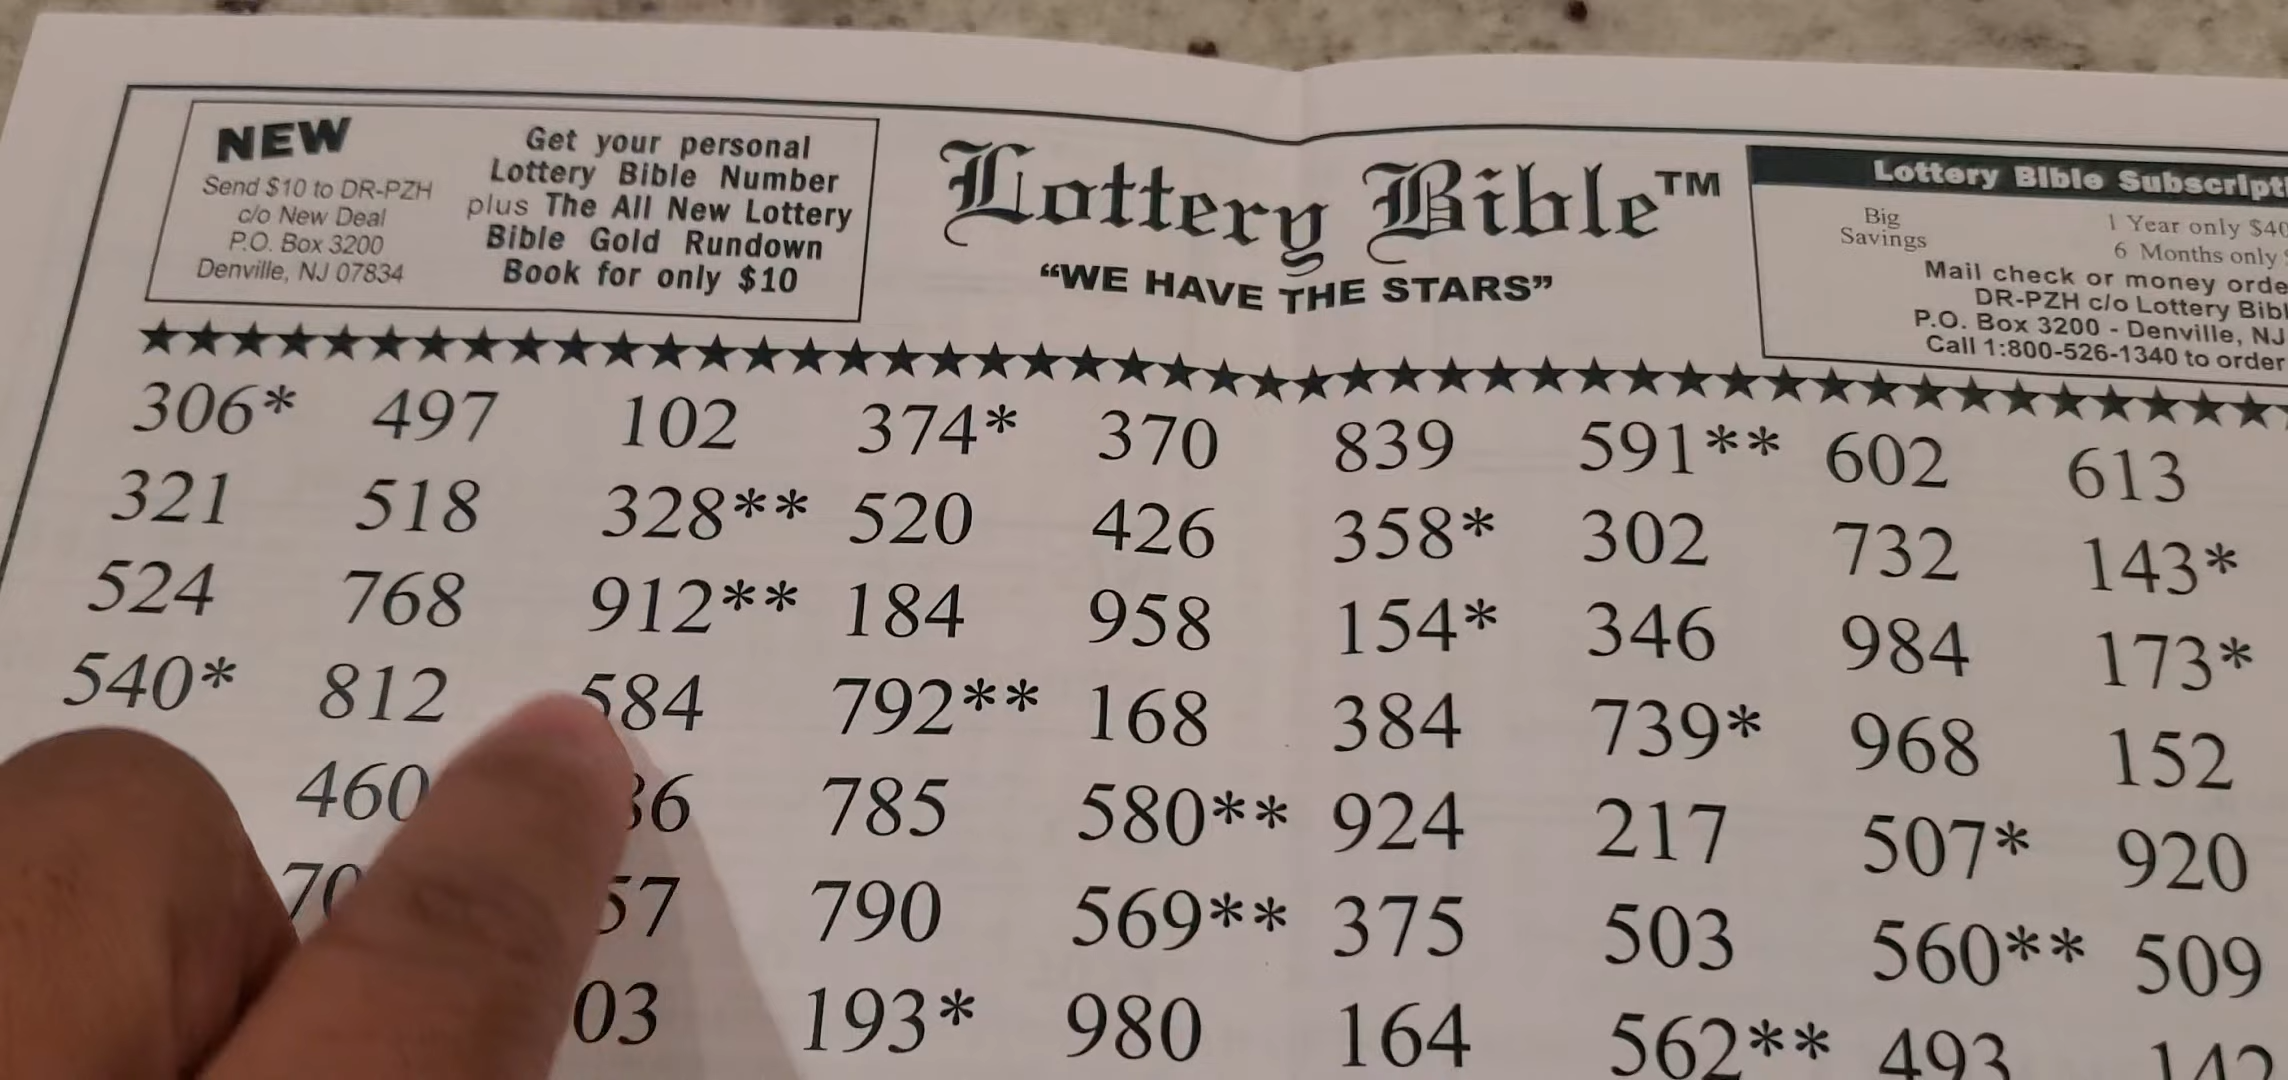 NEW
Send $10 to DR-PZH
c/o New Deal
P.O. Box 3200
Denville, NJ 07834
Get your personal
Lottery Bible Number
plus The All New Lottery
Bible Gold Rundown
Book for only $10
Lottery Bible™
“WE HAVE THE STARS”
Lottery Bible
Big
Savings
1 Year only
6 Months only
Mail check or money
DR-PZH c/o Lottery
P.O. Box 3200 - Denville, NJ
Call 1:800-526-1340 to order
306* 497 102 374* 370 839 591** 602 613
321 518 328** 520 426 358* 302 732 143*
524 768 912** 184 958 154* 346 984 173*
540* 812 584 792** 168 384 739* 968 152
460 785 580** 924 217 507* 920
790 569** 375 503 560** 509
193* 980 164 562** 493